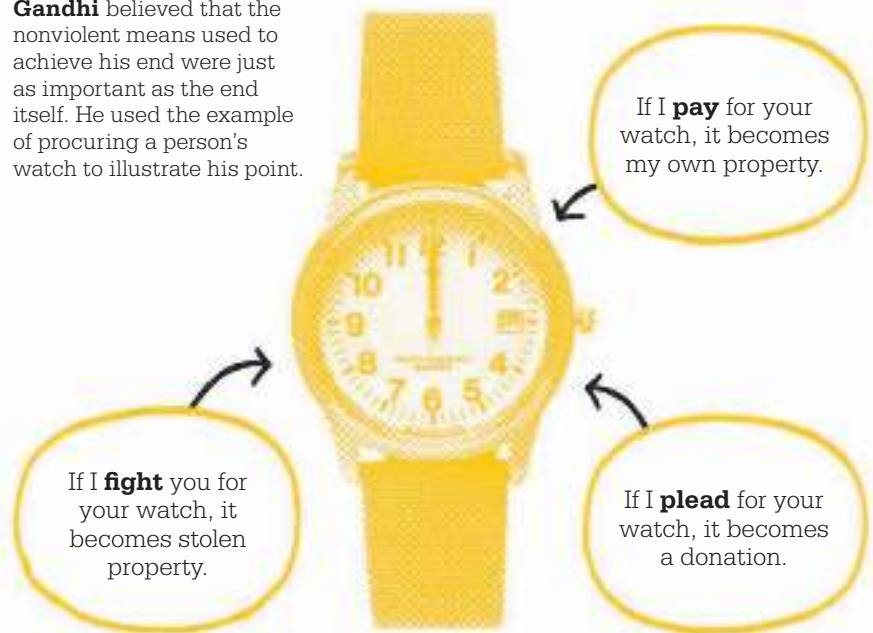 Gandhi believed that the
nonviolent means used to
achieve his end were just
as important as the end
itself. He used the example
of procuring a person's
watch to illustrate his point.
If I pay for your
watch, it becomes
my own property.
11
12
1
10
2
9
8
4
7
6
5
If I fight you for
your watch, it
becomes stolen
property.
If I plead for your
watch, it becomes
a donation.